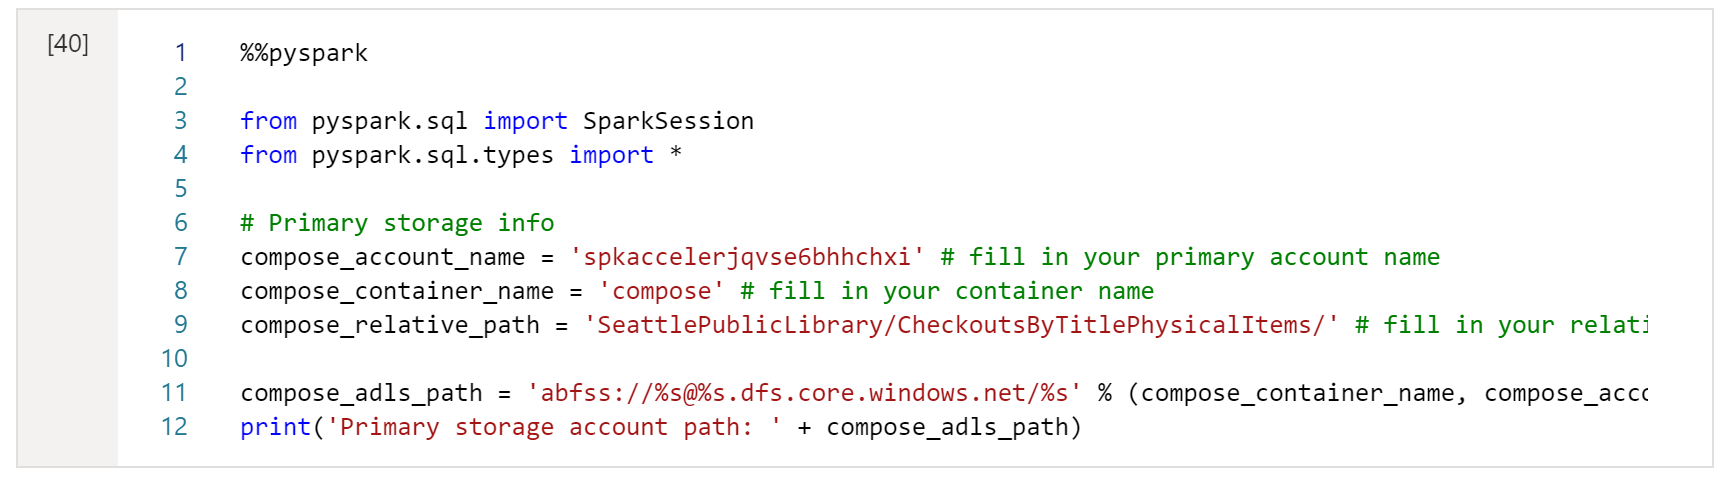 [40]
1 %%pyspark
2
3 from pyspark.sql import SparkSession
4 from pyspark.sql.types import *
5
6 # Primary storage info
7 compose_account_name = 'spkaccelerjqvse6bhhchxi' # fill in your primary account name
8 compose_container_name = 'compose' # fill in your container name
9 compose_relative_path = 'SeattlePublicLibrary/CheckoutsByTitlePhysicalItems/' # fill in your relati
10
11 compose_adls_path = 'abfss://%s@%s.dfs.core.windows.net/%s' % (compose_container_name, compose_acco
12 print('Primary storage account path: ' + compose_adls_path)